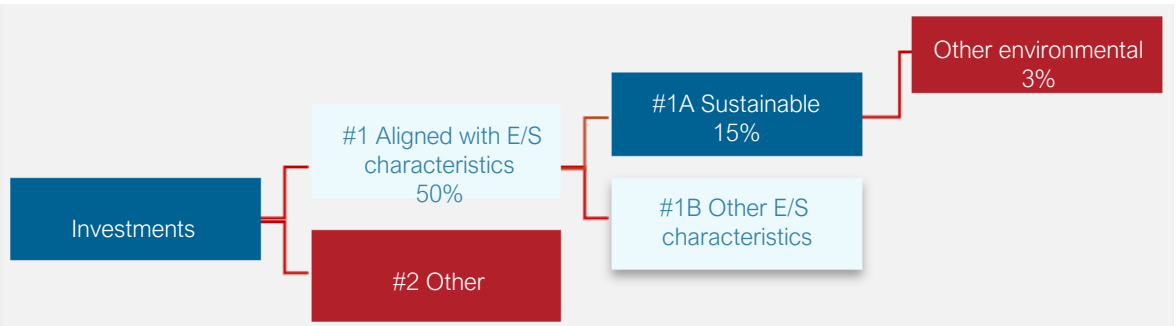 Investments
#1 Aligned with E/S
characteristics
50%
#2 Other
#1A Sustainable
15%
#1B Other E/S
characteristics
Other environmental
3%